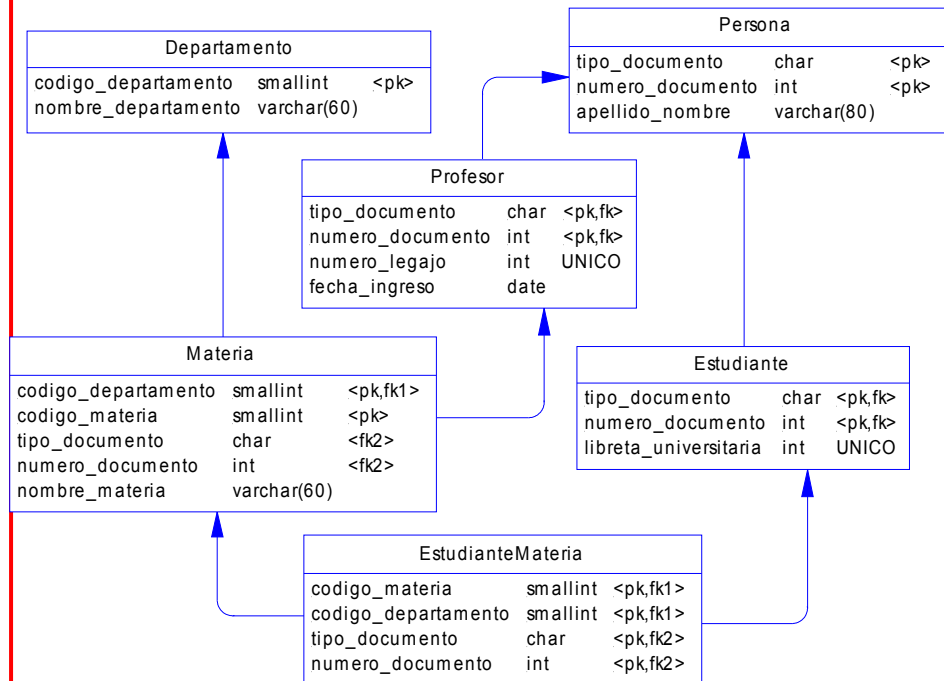 Departamento
codigo_departamento smallint <pk>
nombre_departamento varchar(60)
Persona
tipo_documento char <pk>
numero_documento int <pk>
apellido_nombre varchar(80)
Profesor
tipo_documento char <pk,fk>
numero_documento int <pk,fk>
numero_legajo int UNICO
fecha_ingreso date
Materia
codigo_departamento smallint <pk,fk1>
codigo_materia smallint <pk>
tipo_documento char <fk2>
numero_documento int <fk2>
nombre_materia varchar(60)
Estudiante
tipo_documento char <pk,fk>
numero_documento int <pk,fk>
libreta_universitaria int UNICO
EstudianteMateria
codigo_materia smallint <pk,fk1>
codigo_departamento smallint <pk,fk1>
tipo_documento char <pk,fk2>
numero_documento int <pk,fk2>